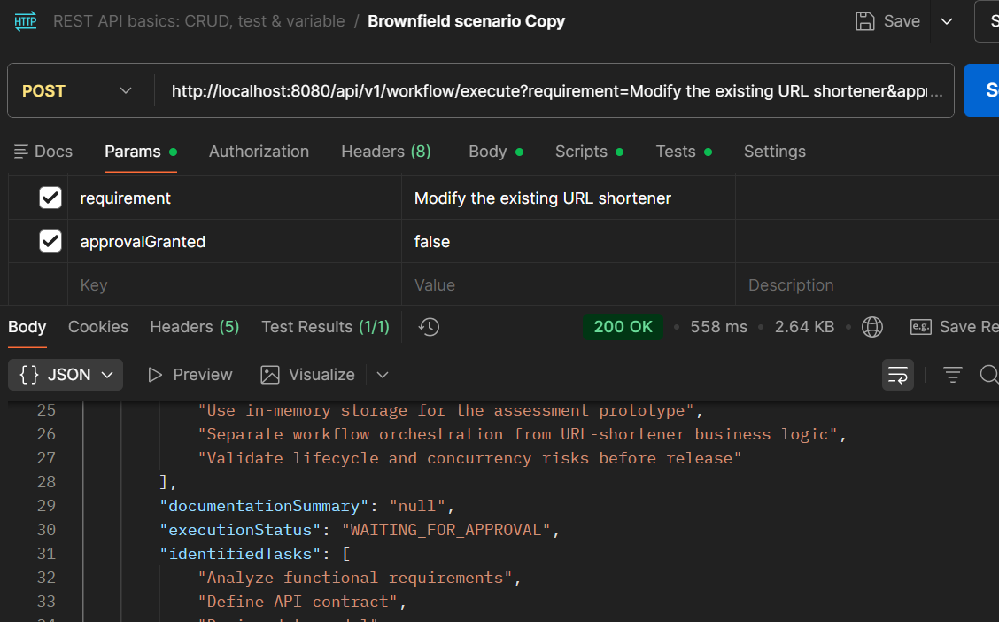 HTTP REST API basics: CRUD, test & variable / Brownfield scenario Copy Save
POST http://localhost:8080/api/v1/workflow/execute?requirement=Modify the existing URL shortener&appr...
Docs Params Authorization Headers (8) Body Scripts Tests Settings
requirement Modify the existing URL shortener
approvalGranted false
Key Value Description
Body Cookies Headers (5) Test Results (1/1) 200 OK • 558 ms • 2.64 KB • e.g. Save Re
{} JSON Preview Visualize
25 "Use in-memory storage for the assessment prototype",
26 "Separate workflow orchestration from URL-shortener business logic",
27 "Validate lifecycle and concurrency risks before release"
28 ],
29 "documentationSummary": "null",
30 "executionStatus": "WAITING_FOR_APPROVAL",
31 "identifiedTasks": [
32 "Analyze functional requirements",
33 "Define API contract",